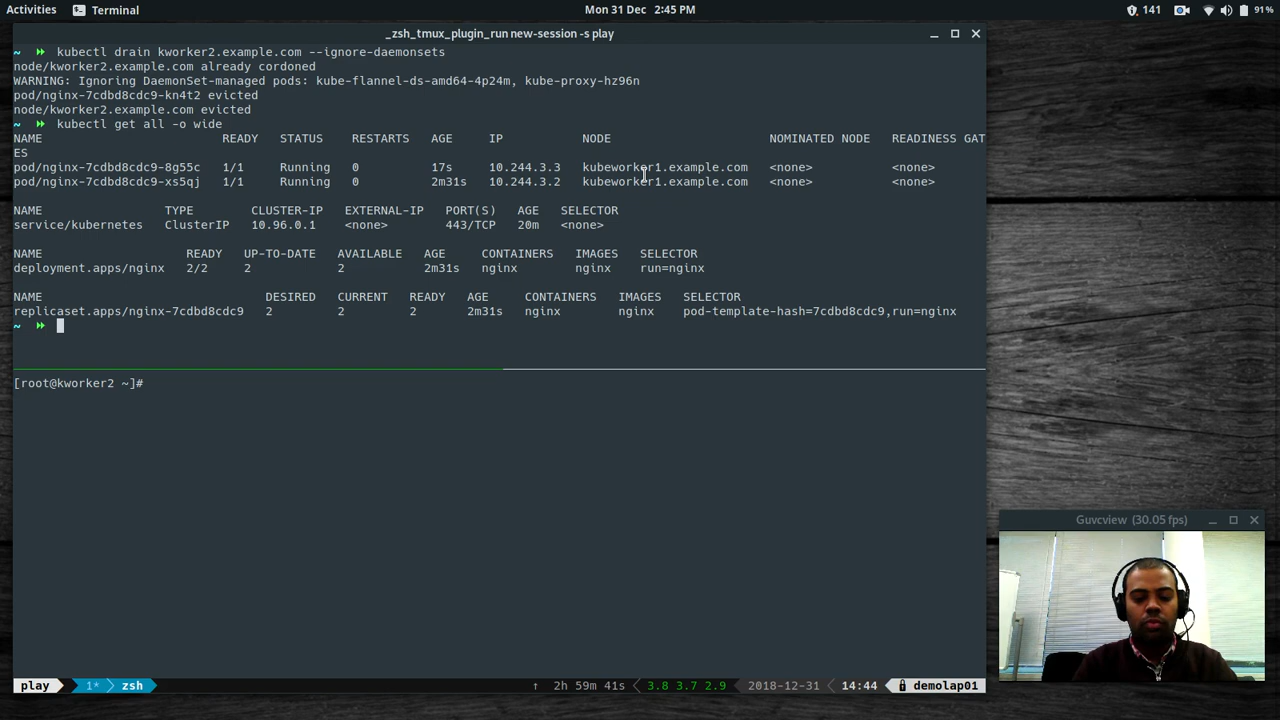 Activities Terminal Mon 31 Dec 2:45 PM 141 91%
_zsh_tmux_plugin_run new-session -s play
~ kubectl drain kworker2.example.com --ignore-daemonsets
node/kworker2.example.com already cordoned
WARNING: Ignoring DaemonSet-managed pods: kube-flannel-ds-amd64-4p24m, kube-proxy-hz96n
pod/nginx-7cdbd8cdc9-kn4t2 evicted
node/kworker2.example.com evicted
~ kubectl get all -o wide
NAME READY STATUS RESTARTS AGE IP NODE NOMINATED NODE READINESS GAT
ES
pod/nginx-7cdbd8cdc9-8g55c 1/1 Running 0 17s 10.244.3.3 kubeworker1.example.com <none> <none>
pod/nginx-7cdbd8cdc9-xs5qj 1/1 Running 0 2m31s 10.244.3.2 kubeworker1.example.com <none> <none>
NAME TYPE CLUSTER-IP EXTERNAL-IP PORT(S) AGE SELECTOR
service/kubernetes ClusterIP 10.96.0.1 <none> 443/TCP 20m <none>
NAME READY UP-TO-DATE AVAILABLE AGE CONTAINERS IMAGES SELECTOR
deployment.apps/nginx 2/2 2 2 2m31s nginx nginx run=nginx
NAME DESIRED CURRENT READY AGE CONTAINERS IMAGES SELECTOR
replicaset.apps/nginx-7cdbd8cdc9 2 2 2 2m31s nginx nginx pod-template-hash=7cdbd8cdc9,run=nginx
~
[root@kworker2 ~]#
Guvcview (30.05 fps)
play 1* zsh ↑ 2h 59m 41s 3.8 3.7 2.9 2018-12-31 14:44 demolap01